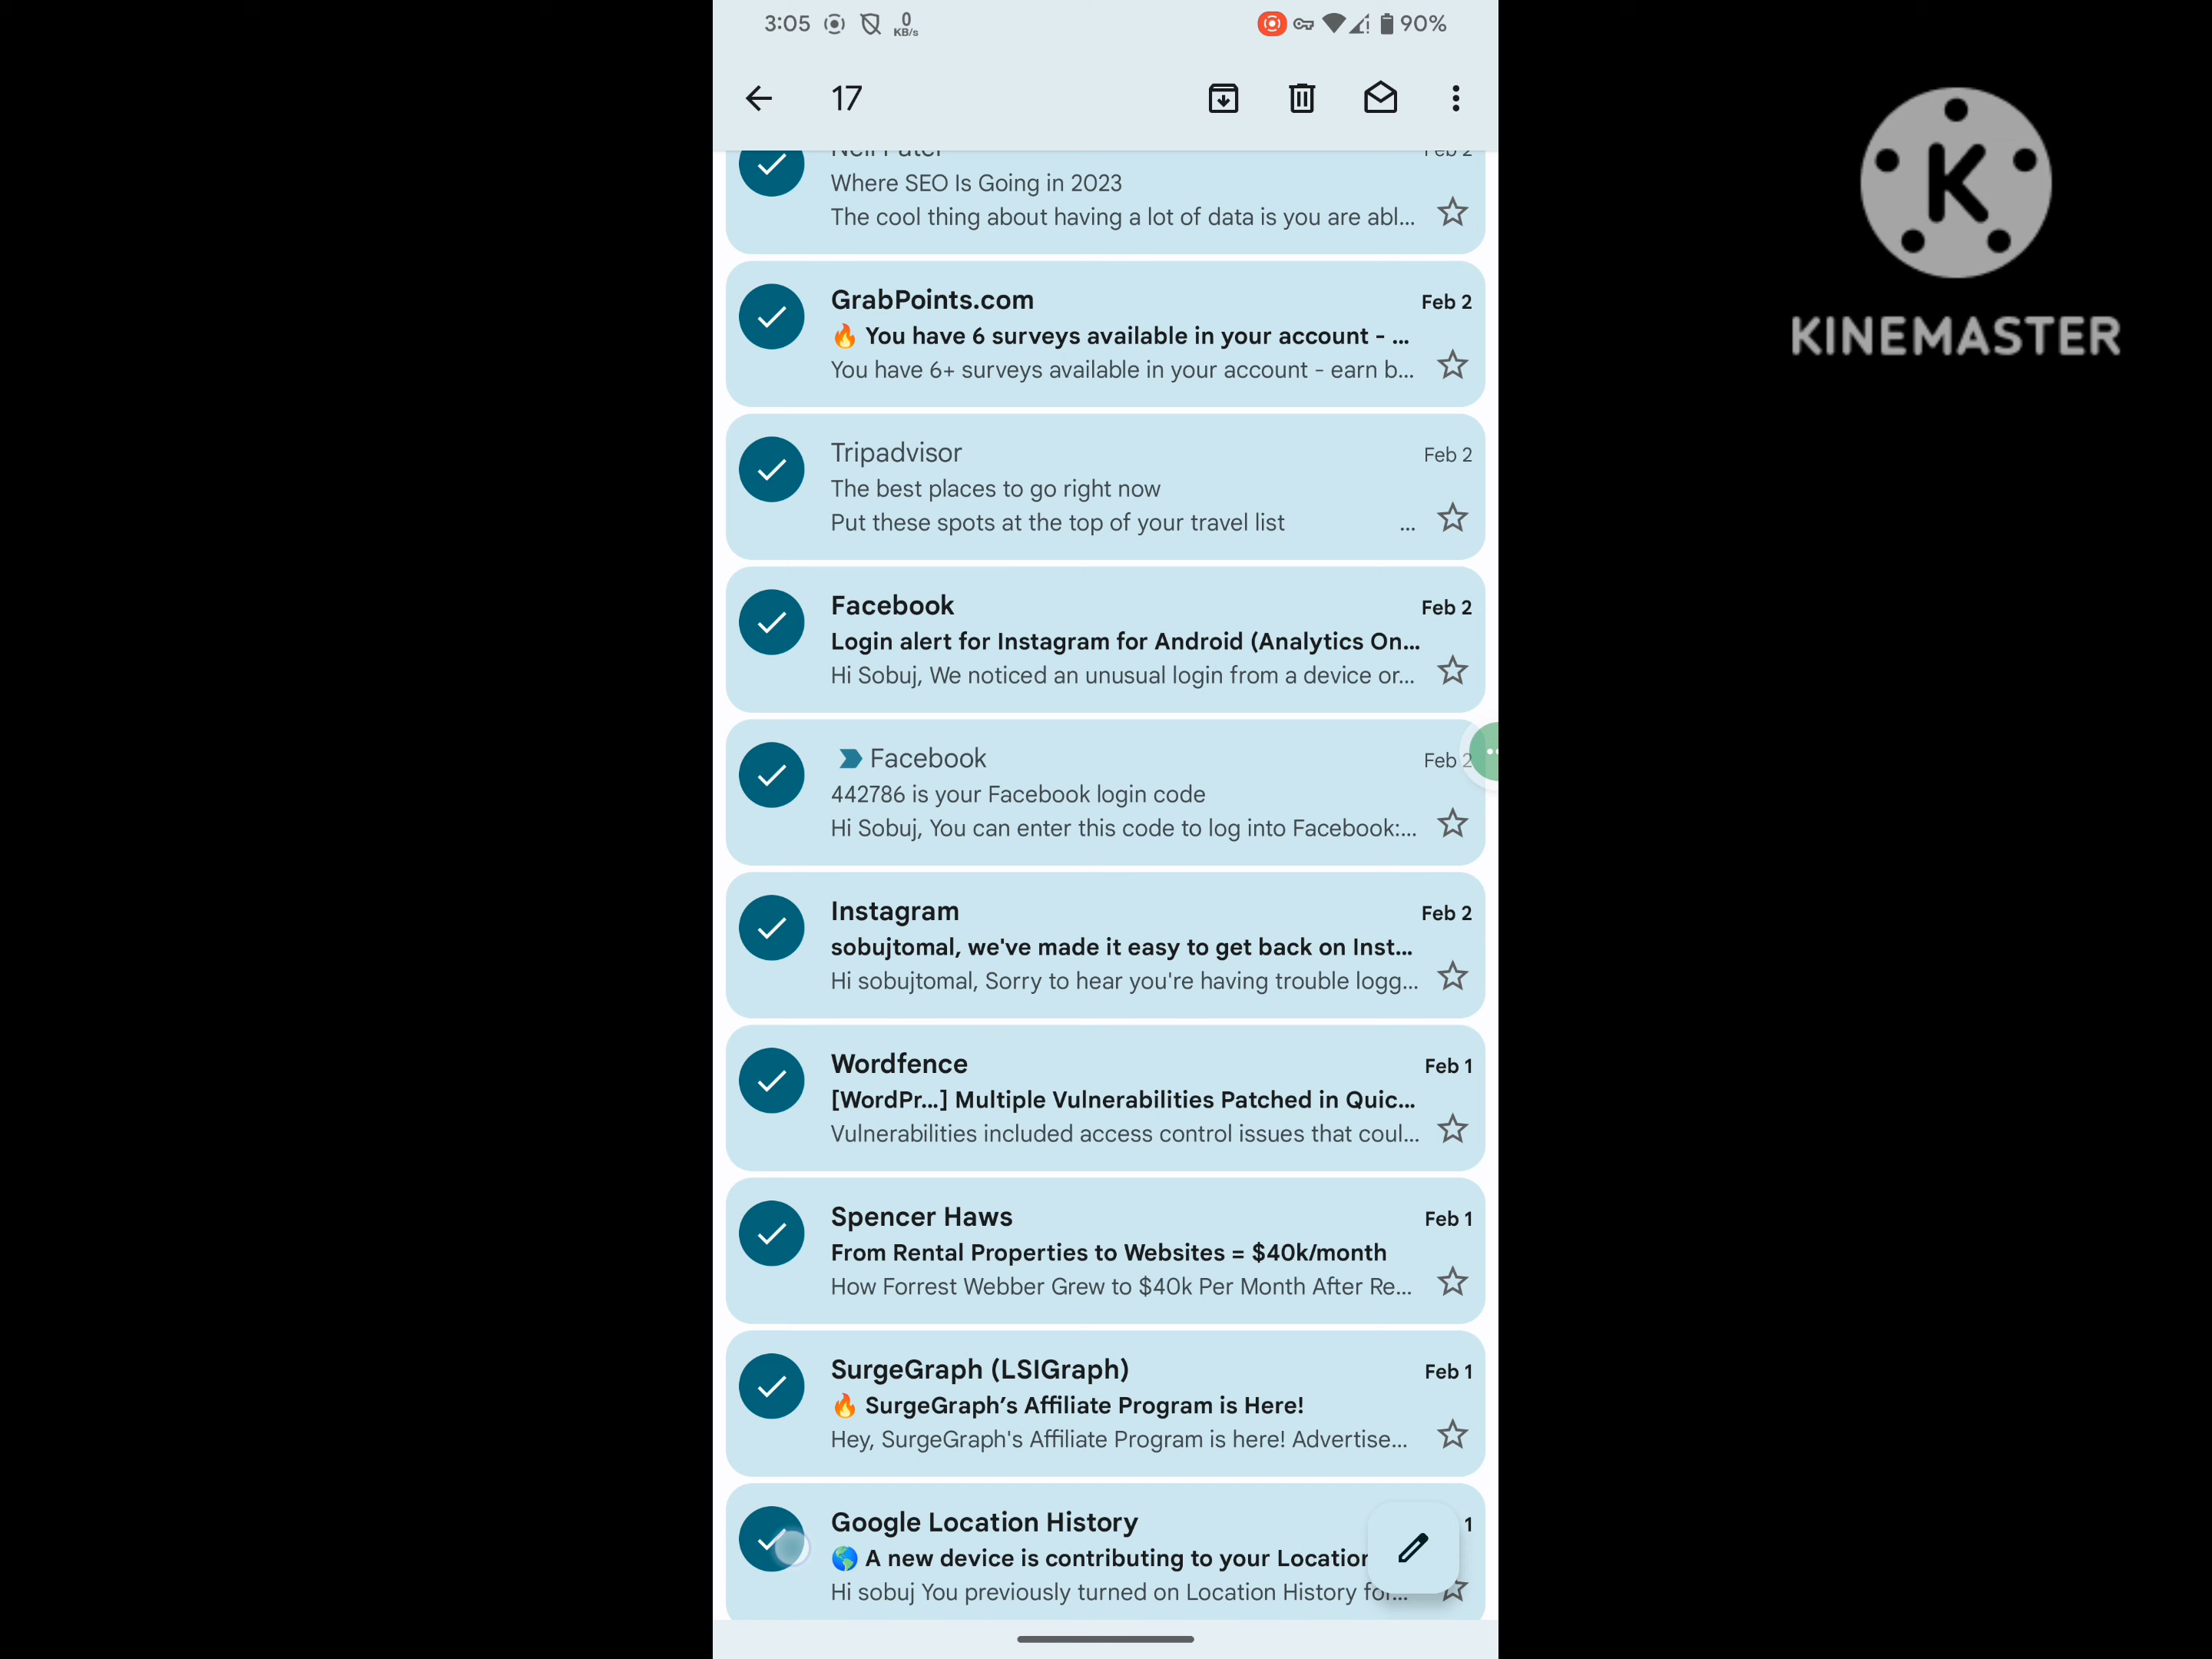 3:05 0 KB/s 90%
17
Neil Patel Feb 2
Where SEO Is Going in 2023
The cool thing about having a lot of data is you are abl...
GrabPoints.com Feb 2
🔥 You have 6 surveys available in your account - ...
You have 6+ surveys available in your account - earn b...
Tripadvisor Feb 2
The best places to go right now
Put these spots at the top of your travel list ...
Facebook Feb 2
Login alert for Instagram for Android (Analytics On...
Hi Sobuj, We noticed an unusual login from a device or...
Facebook Feb 2
442786 is your Facebook login code
Hi Sobuj, You can enter this code to log into Facebook:...
Instagram Feb 2
sobujtomal, we've made it easy to get back on Inst...
Hi sobujtomal, Sorry to hear you're having trouble logg...
Wordfence Feb 1
[WordPr...] Multiple Vulnerabilities Patched in Quic...
Vulnerabilities included access control issues that coul...
Spencer Haws Feb 1
From Rental Properties to Websites = $40k/month
How Forrest Webber Grew to $40k Per Month After Re...
SurgeGraph (LSIGraph) Feb 1
🔥 SurgeGraph’s Affiliate Program is Here!
Hey, SurgeGraph's Affiliate Program is here! Advertise...
Google Location History 1
🌎 A new device is contributing to your Location
Hi sobuj You previously turned on Location History for...
K
KINEMASTER